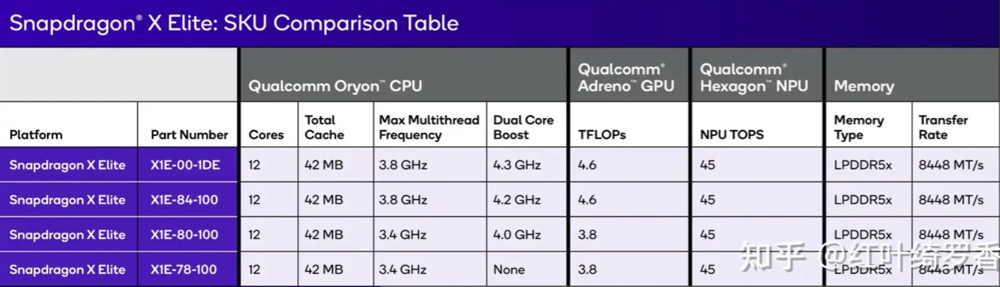 Snapdragon® X Elite: SKU Comparison Table
Qualcomm Oryon™ CPU
Qualcomm®
Adreno™ GPU
Qualcomm®
Hexagon™ NPU
Memory
Platform
Part Number
Cores
Total
Cache
Max Multithread
Frequency
Dual Core
Boost
TFLOPs
NPU TOPS
Memory
Type
Transfer
Rate
Snapdragon X Elite X1E-00-1DE 12 42 MB 3.8 GHz 4.3 GHz 4.6 45 LPDDR5x 8448 MT/s
Snapdragon X Elite X1E-84-100 12 42 MB 3.8 GHz 4.2 GHz 4.6 45 LPDDR5x 8448 MT/s
Snapdragon X Elite X1E-80-100 12 42 MB 3.4 GHz 4.0 GHz 3.8 45 LPDDR5x 8448 MT/s
Snapdragon X Elite X1E-78-100 12 42 MB 3.4 GHz None 3.8 45 LPDDR5x 8448 MT/s
知乎 @红叶绮罗香